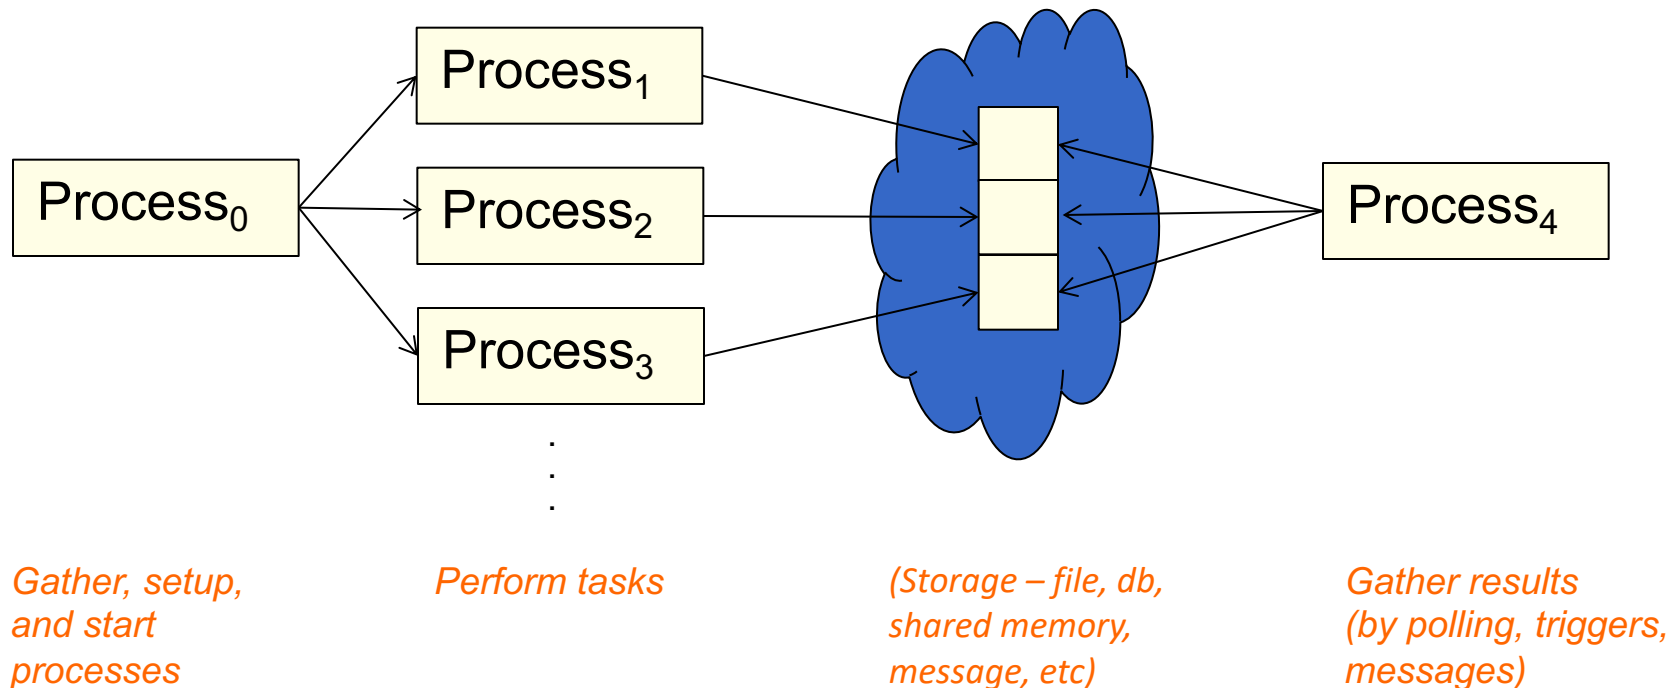 Process₀
Process₁
Process₂
Process₃
.
.
.
Process₄
Gather, setup,
and start
processes
Perform tasks
(Storage – file, db,
shared memory,
message, etc)
Gather results
(by polling, triggers,
messages)